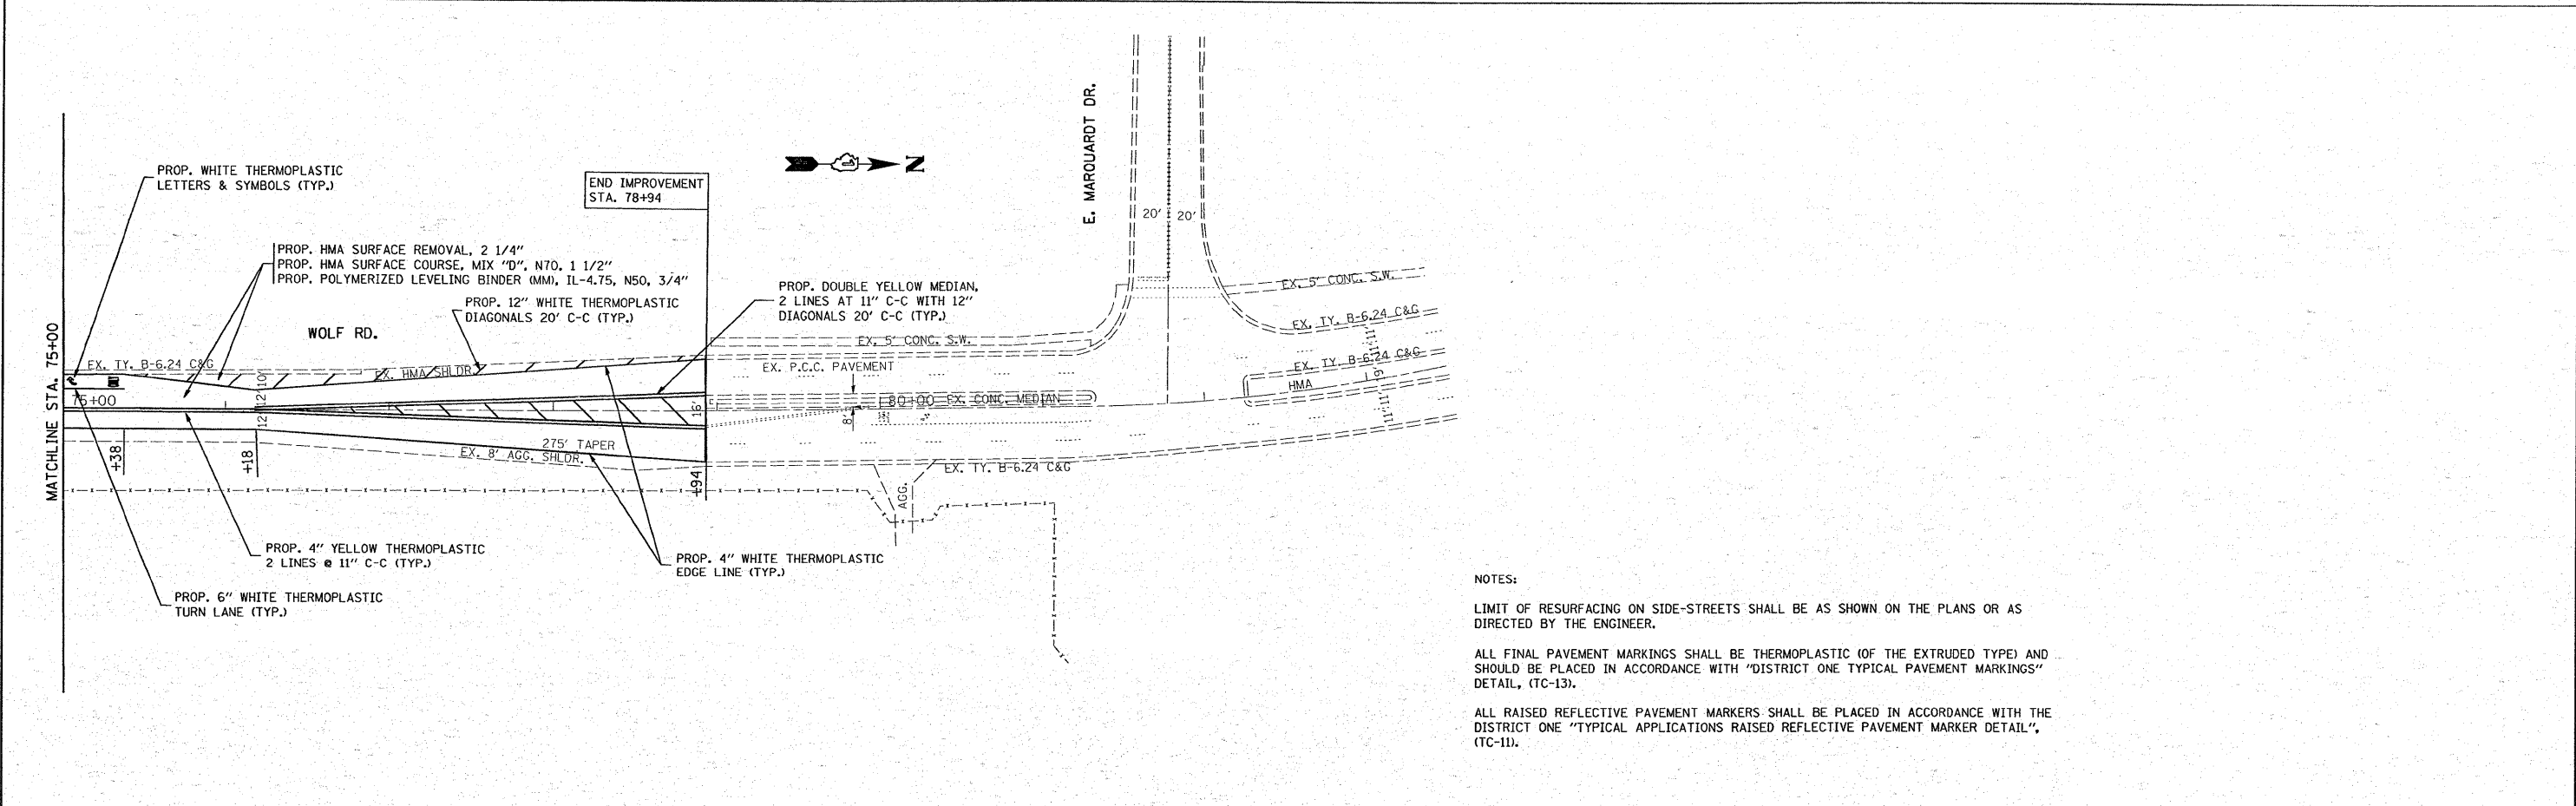 PROP. WHITE THERMOPLASTIC
LETTERS & SYMBOLS (TYP.)
END IMPROVEMENT
STA. 78+94
N
E. MARQUARDT DR.
20' 20'
PROP. HMA SURFACE REMOVAL, 2 1/4"
PROP. HMA SURFACE COURSE, MIX "D", N70, 1 1/2"
PROP. POLYMERIZED LEVELING BINDER (MM), IL-4.75, N50, 3/4"
PROP. 12" WHITE THERMOPLASTIC
DIAGONALS 20' C-C (TYP.)
PROP. DOUBLE YELLOW MEDIAN,
2 LINES AT 11" C-C WITH 12"
DIAGONALS 20' C-C (TYP.)
WOLF RD.
MATCHLINE STA. 75+00
EX. TY. B-6.24 C&G
EX. HMA SHLDR.
EX. 5' CONC. S.W.
EX. P.C.C. PAVEMENT
EX. 5' CONC. S.W.
EX. TY. B-6.24 C&G
EX. TY. B-6.24 C&G
HMA
9'
11' 11'
11' 11'
75+00
12' 12' 10'
16'
8'
80+00 EX. CONC. MEDIAN
+38
+18
275' TAPER
EX. 8' AGG. SHLDR.
+94
EX. TY. B-6.24 C&G
AGG.
PROP. 4" YELLOW THERMOPLASTIC
2 LINES @ 11" C-C (TYP.)
PROP. 4" WHITE THERMOPLASTIC
EDGE LINE (TYP.)
PROP. 6" WHITE THERMOPLASTIC
TURN LANE (TYP.)
NOTES:
LIMIT OF RESURFACING ON SIDE-STREETS SHALL BE AS SHOWN ON THE PLANS OR AS
DIRECTED BY THE ENGINEER.
ALL FINAL PAVEMENT MARKINGS SHALL BE THERMOPLASTIC (OF THE EXTRUDED TYPE) AND
SHOULD BE PLACED IN ACCORDANCE WITH "DISTRICT ONE TYPICAL PAVEMENT MARKINGS"
DETAIL, (TC-13).
ALL RAISED REFLECTIVE PAVEMENT MARKERS SHALL BE PLACED IN ACCORDANCE WITH THE
DISTRICT ONE "TYPICAL APPLICATIONS RAISED REFLECTIVE PAVEMENT MARKER DETAIL",
(TC-11).